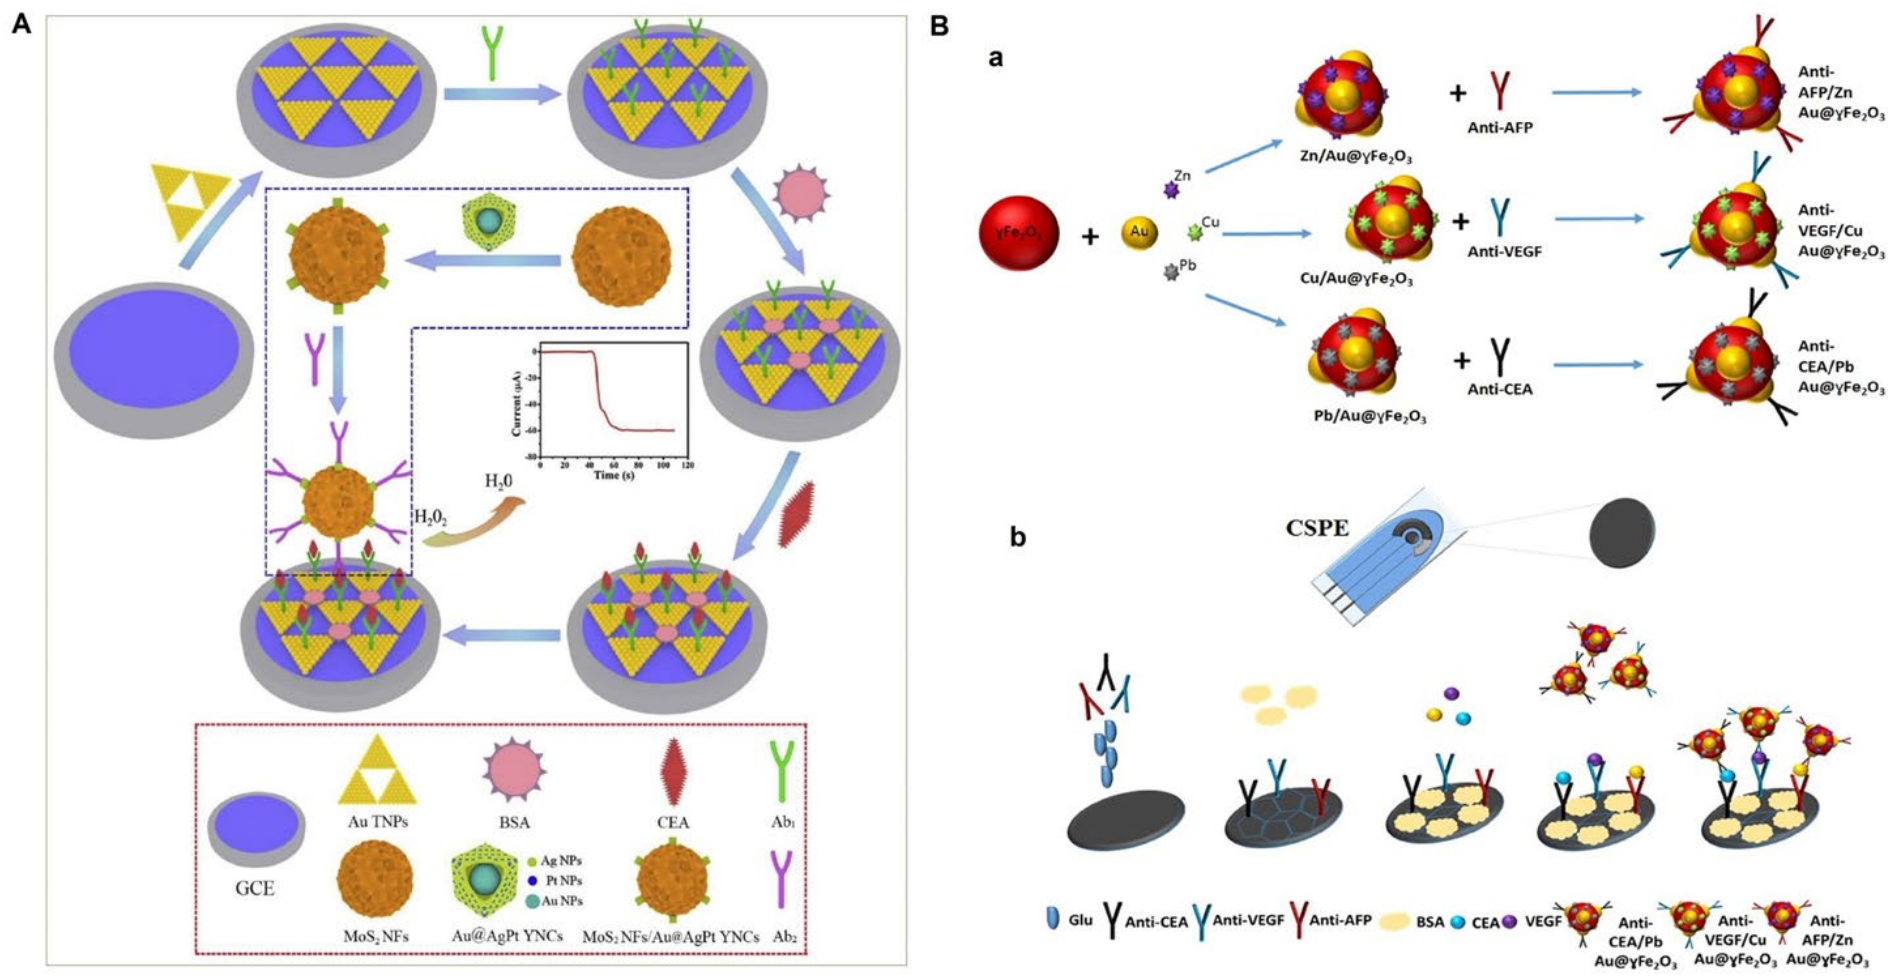 A
H₂O
H₂O₂
Current (μA)
0
-20
-40
-60
-80
0 20 40 60 80 100 120
Time (s)
GCE
Au TNPs
BSA
CEA
Ab₁
MoS₂ NFs
Au@AgPt YNCs
Ag NPs
Pt NPs
Au NPs
MoS₂ NFs/Au@AgPt YNCs
Ab₂
B
a
γFe₂O₃
+
Au
Zn
Cu
Pb
Zn/Au@γFe₂O₃
+
Anti-AFP
Anti-
AFP/Zn
Au@γFe₂O₃
Cu/Au@γFe₂O₃
+
Anti-VEGF
Anti-
VEGF/Cu
Au@γFe₂O₃
Pb/Au@γFe₂O₃
+
Anti-CEA
Anti-
CEA/Pb
Au@γFe₂O₃
b
CSPE
Glu
Anti-CEA
Anti-VEGF
Anti-AFP
BSA
CEA
VEGF
Anti-
CEA/Pb
Au@γFe₂O₃
Anti-
VEGF/Cu
Au@γFe₂O₃
Anti-
AFP/Zn
Au@γFe₂O₃